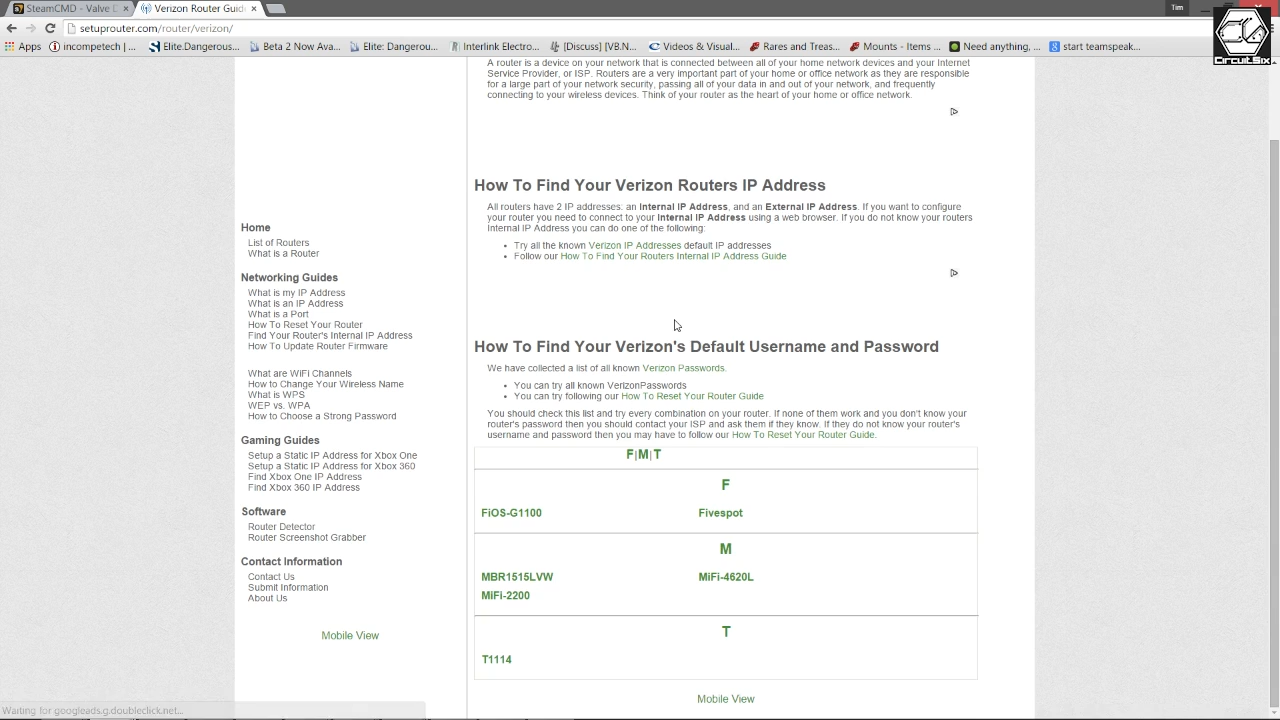 SteamCMD - Valve D
Verizon Router Guid
Tim
setuprouter.com/router/verizon/
Apps
incompetech | ...
Elite.Dangerous...
Beta 2 Now Ava...
Elite: Dangerou...
Interlink Electro...
[Discuss] [VB.N...
Videos & Visual...
Rares and Treas...
Mounts - Items ...
Need anything, ...
start teamspeak...
CircuitSix
A router is a device on your network that is connected between all of your home network devices and your Internet
Service Provider, or ISP. Routers are a very important part of your home or office network as they are responsible
for a large part of your network security, passing all of your data in and out of your network, and frequently
connecting to your wireless devices. Think of your router as the heart of your home or office network.
How To Find Your Verizon Routers IP Address
All routers have 2 IP addresses: an Internal IP Address, and an External IP Address. If you want to configure
your router you need to connect to your Internal IP Address using a web browser. If you do not know your routers
Internal IP Address you can do one of the following:
Try all the known Verizon IP Addresses default IP addresses
Follow our How To Find Your Routers Internal IP Address Guide
How To Find Your Verizon's Default Username and Password
We have collected a list of all known Verizon Passwords.
You can try all known VerizonPasswords
You can try following our How To Reset Your Router Guide
You should check this list and try every combination on your router. If none of them work and you don't know your
router's password then you should contact your ISP and ask them if they know. If they do not know your router's
username and password then you may have to follow our How To Reset Your Router Guide.
F|M|T
F
FiOS-G1100
Fivespot
M
MBR1515LVW
MiFi-4620L
MiFi-2200
T
T1114
Mobile View
Home
List of Routers
What is a Router
Networking Guides
What is my IP Address
What is an IP Address
What is a Port
How To Reset Your Router
Find Your Router's Internal IP Address
How To Update Router Firmware
What are WiFi Channels
How to Change Your Wireless Name
What is WPS
WEP vs. WPA
How to Choose a Strong Password
Gaming Guides
Setup a Static IP Address for Xbox One
Setup a Static IP Address for Xbox 360
Find Xbox One IP Address
Find Xbox 360 IP Address
Software
Router Detector
Router Screenshot Grabber
Contact Information
Contact Us
Submit Information
About Us
Mobile View
Waiting for googleads.g.doubleclick.net...